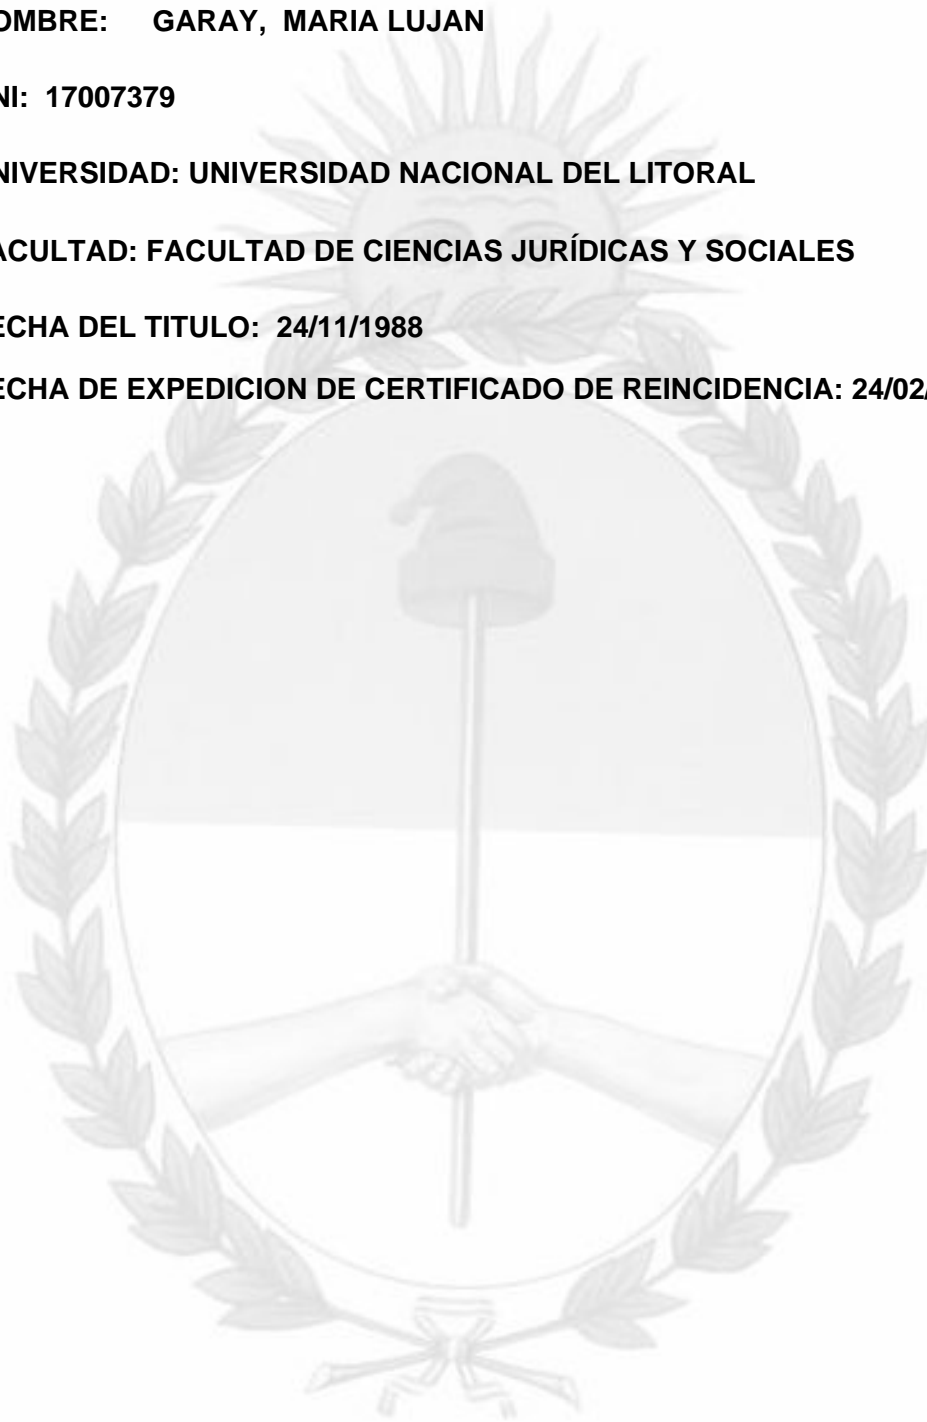 OMBRE: GARAY, MARIA LUJAN
NI: 17007379
NIVERSIDAD: UNIVERSIDAD NACIONAL DEL LITORAL
ACULTAD: FACULTAD DE CIENCIAS JURÍDICAS Y SOCIALES
ECHA DEL TITULO: 24/11/1988
ECHA DE EXPEDICION DE CERTIFICADO DE REINCIDENCIA: 24/02/